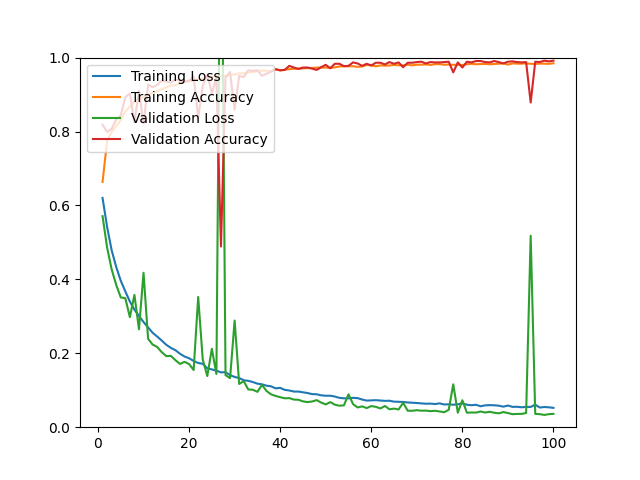 1.0
0.8
0.6
0.4
0.2
0.0
0 20 40 60 80 100
Training Loss
Training Accuracy
Validation Loss
Validation Accuracy